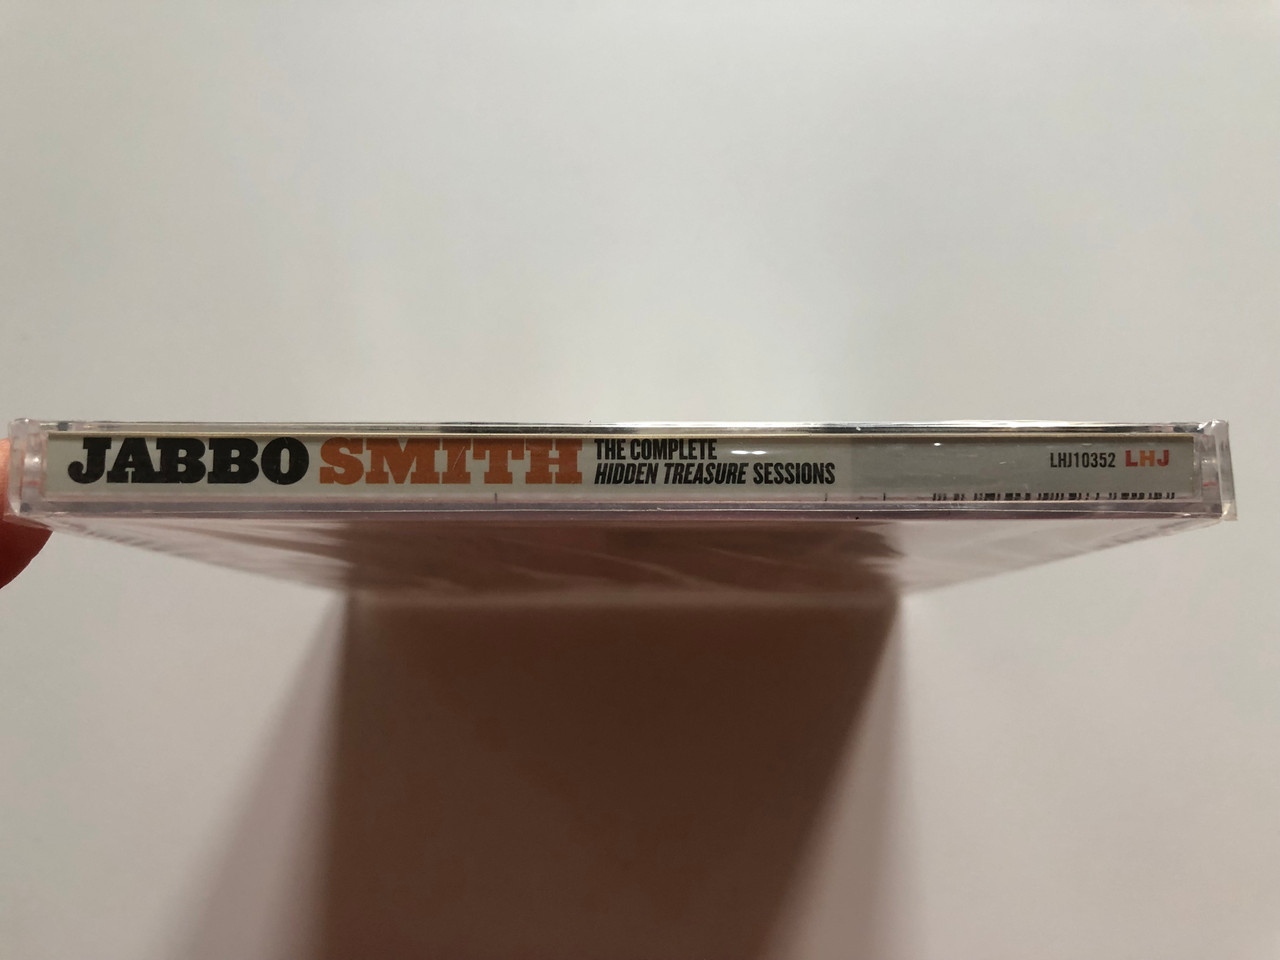 JABBO SMITH
THE COMPLETE
HIDDEN TREASURE SESSIONS
LHJ10352 LHJ